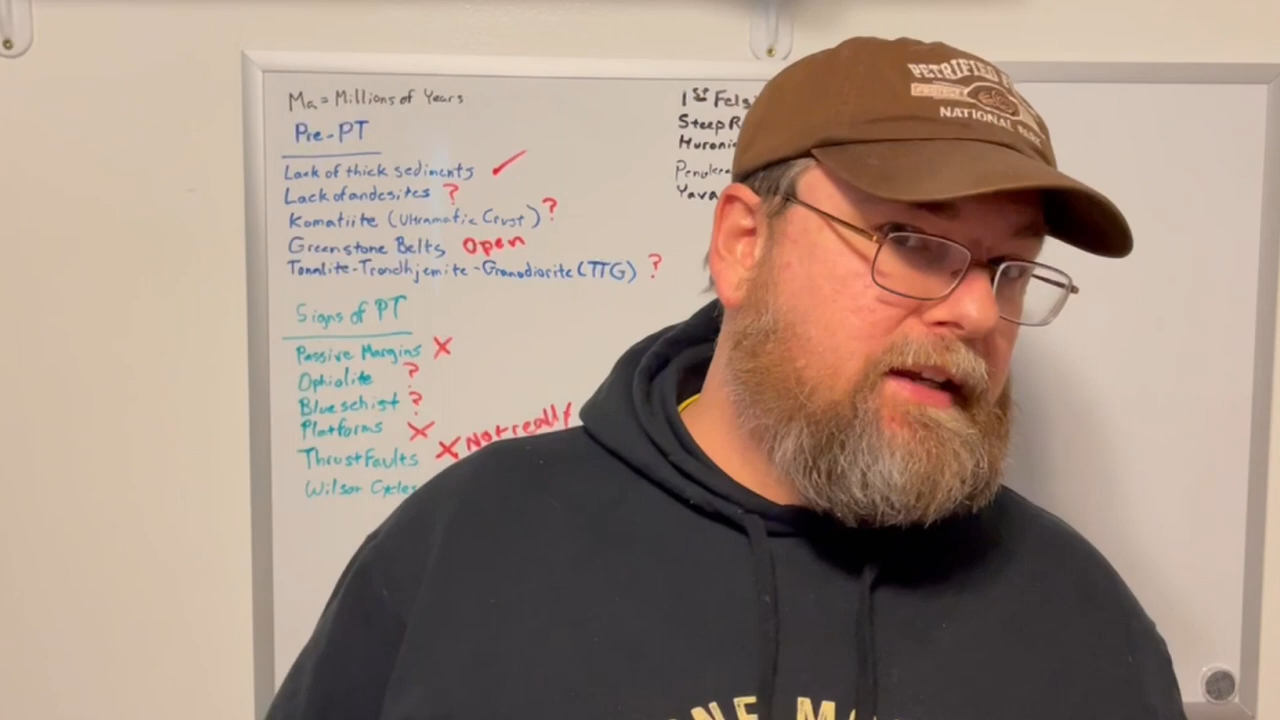 Ma = Millions of Years
Pre-PT
Lack of thick sediments ✓
Lack of andesites ?
Komatiite (Ultramafic Crust) ?
Greenstone Belts Open
Tonalite-Trondhjemite-Granodiorite (TTG) ?
Signs of PT
Passive Margins X
Ophiolite ?
Blueschist ?
Platforms X
Thrust Faults X Not really
Wilson Cycles
1st Fels
Steep R
Huroni
Yava
PETRIFIED F
NATIONAL PARK
NE M